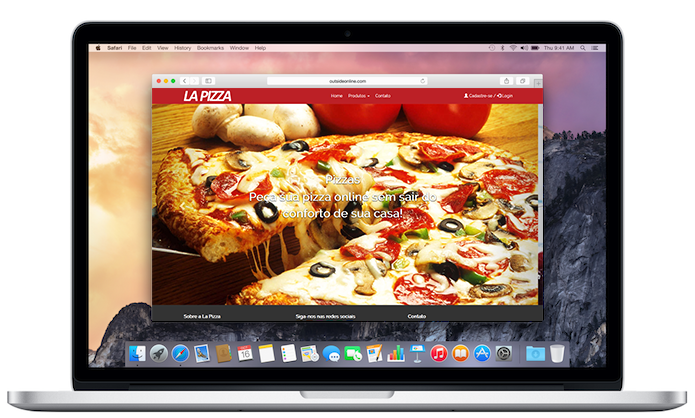 Safari File Edit View History Bookmarks Window Help
Thu 9:41 AM
outsideonline.com
LA PIZZA
Home Produtos Contato
Cadastre-se / Login
Pizzas
Peça sua pizza online sem sair do
conforto de sua casa!
Sobre a La Pizza Siga-nos nas redes sociais Contato
16